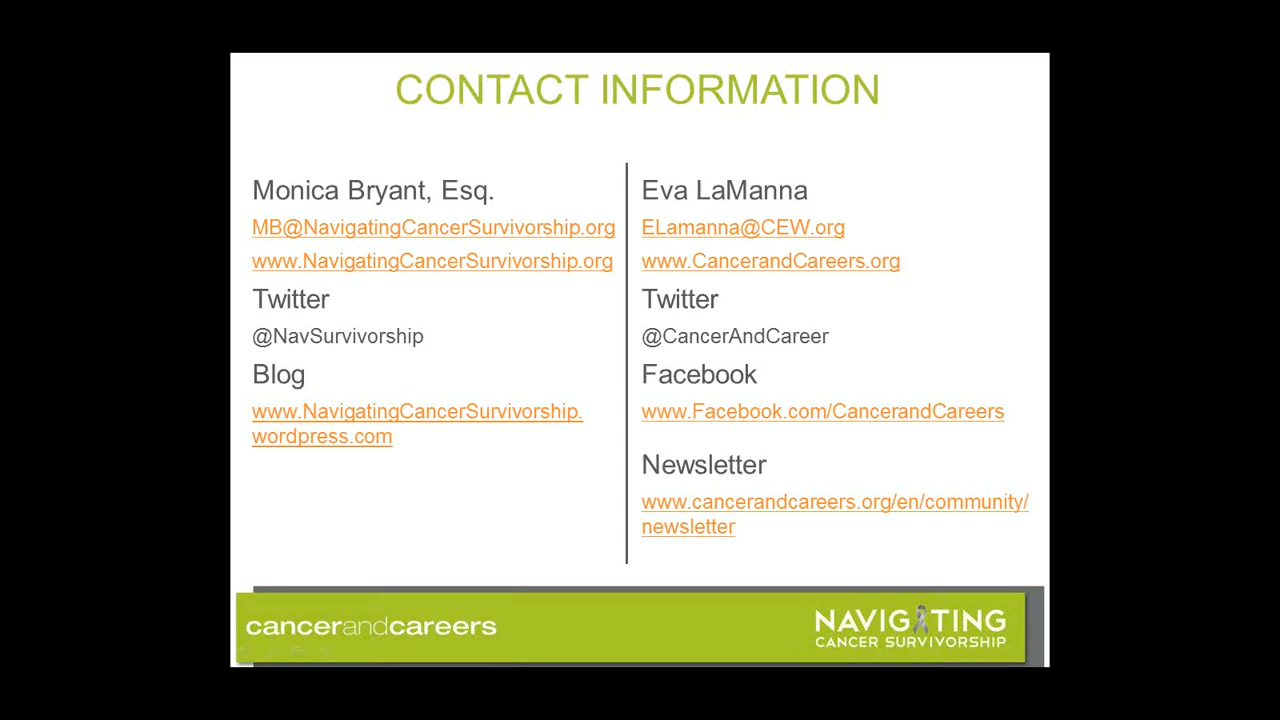 CONTACT INFORMATION
Monica Bryant, Esq.
MB@NavigatingCancerSurvivorship.org
www.NavigatingCancerSurvivorship.org
Twitter
@NavSurvivorship
Blog
www.NavigatingCancerSurvivorship.
wordpress.com
Eva LaManna
ELamanna@CEW.org
www.CancerandCareers.org
Twitter
@CancerAndCareer
Facebook
www.Facebook.com/CancerandCareers
Newsletter
www.cancerandcareers.org/en/community/
newsletter
cancerandcareers
NAVIGATING
CANCER SURVIVORSHIP